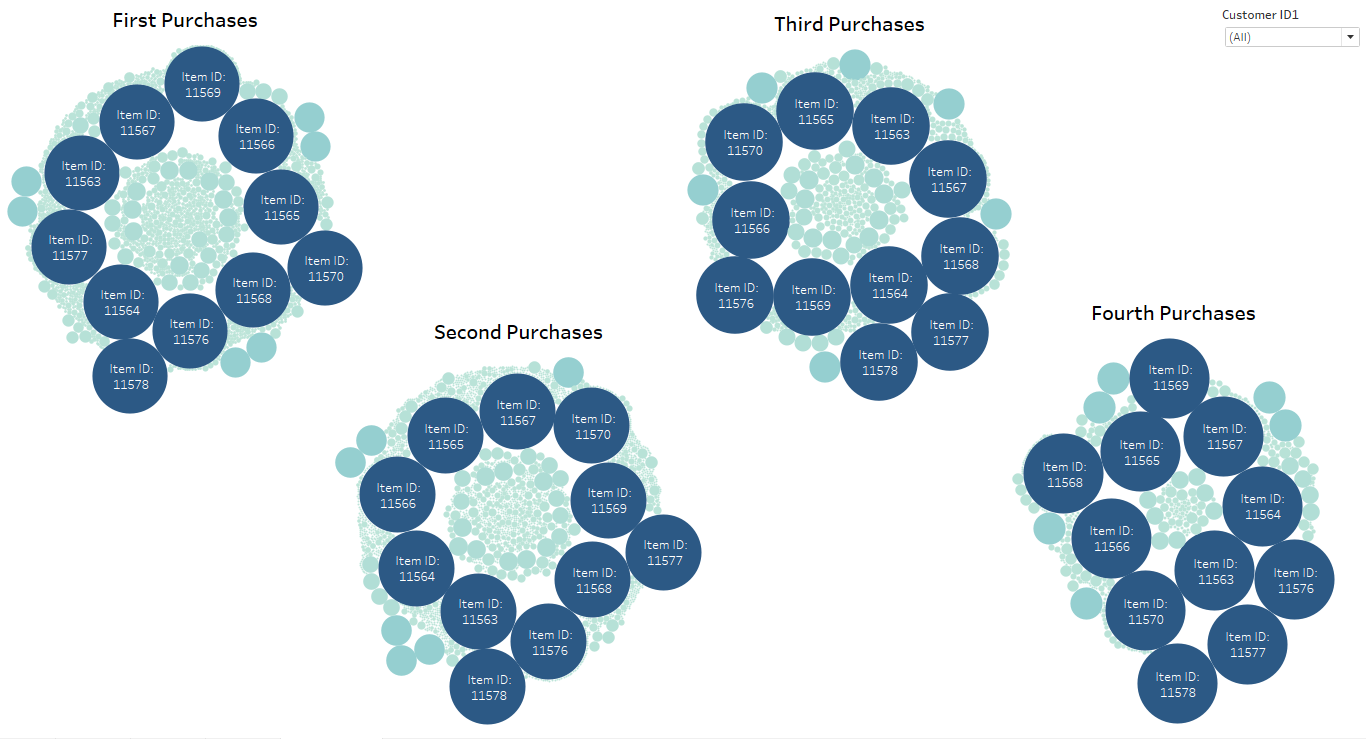 First Purchases
Item ID:
11569
Item ID:
11567
Item ID:
11566
Item ID:
11563
Item ID:
11565
Item ID:
11577
Item ID:
11570
Item ID:
11568
Item ID:
11564
Item ID:
11576
Item ID:
11578
Second Purchases
Item ID:
11567
Item ID:
11570
Item ID:
11565
Item ID:
11566
Item ID:
11569
Item ID:
11577
Item ID:
11564
Item ID:
11568
Item ID:
11563
Item ID:
11576
Item ID:
11578
Third Purchases
Item ID:
11565
Item ID:
11563
Item ID:
11570
Item ID:
11567
Item ID:
11566
Item ID:
11568
Item ID:
11564
Item ID:
11576
Item ID:
11569
Item ID:
11577
Item ID:
11578
Customer ID1
(All)
Fourth Purchases
Item ID:
11569
Item ID:
11567
Item ID:
11565
Item ID:
11568
Item ID:
11564
Item ID:
11566
Item ID:
11563
Item ID:
11576
Item ID:
11570
Item ID:
11577
Item ID:
11578